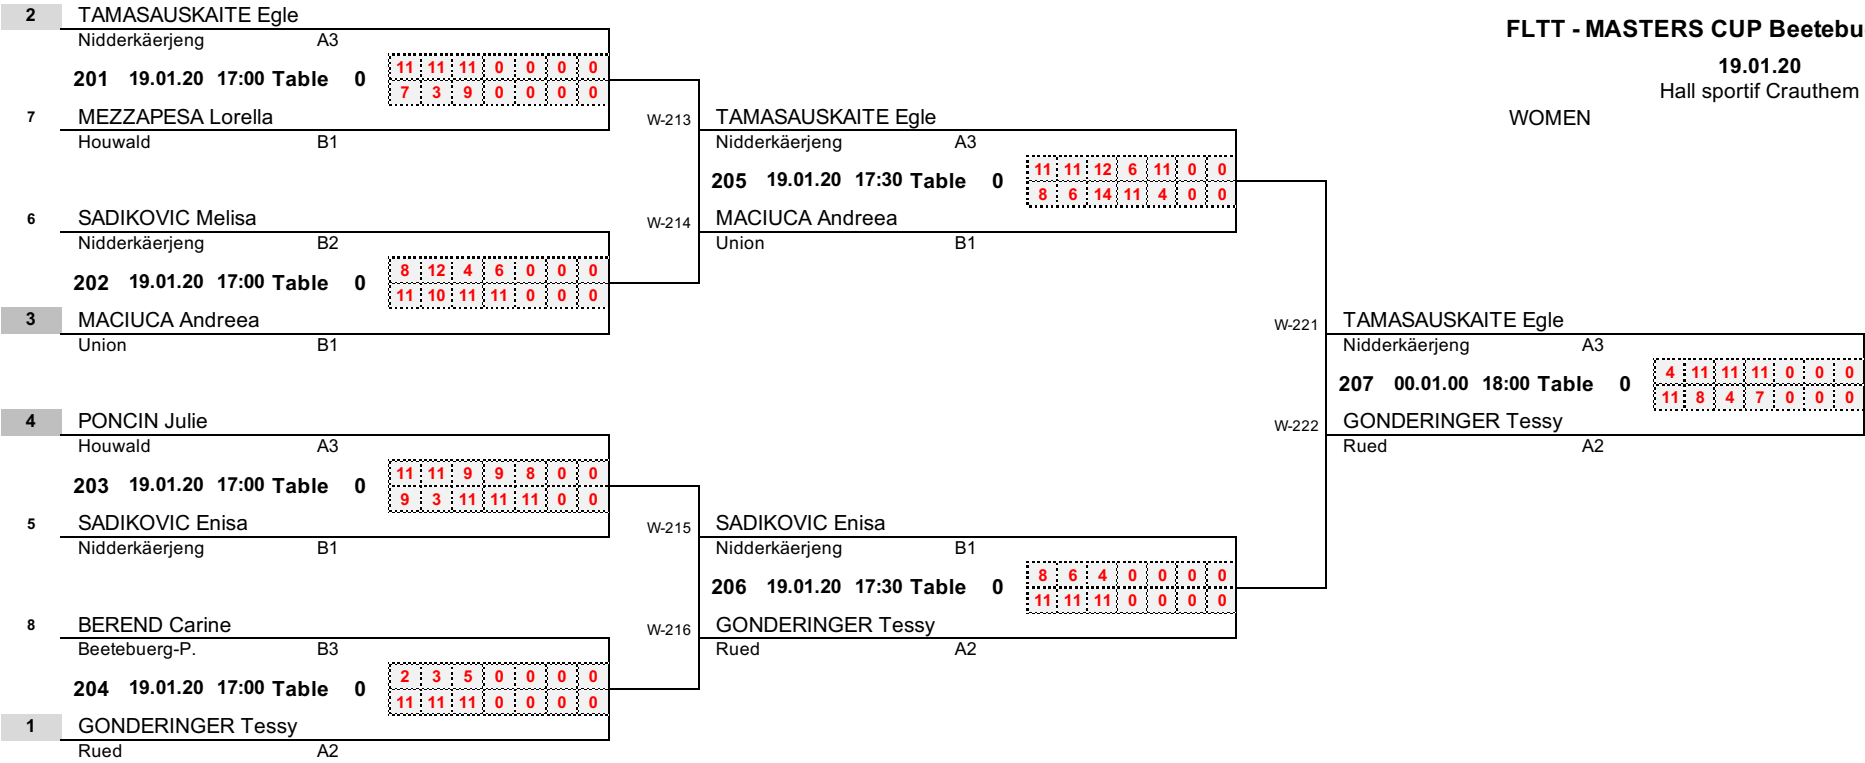 2 TAMASAUSKAITE Egle
Nidderkäerjeng A3
201 19.01.20 17:00 Table 0
11 11 11 0 0 0 0
7 3 9 0 0 0 0
7 MEZZAPESA Lorella
Houwald B1
6 SADIKOVIC Melisa
Nidderkäerjeng B2
202 19.01.20 17:00 Table 0
8 12 4 6 0 0 0
11 10 11 11 0 0 0
3 MACIUCA Andreea
Union B1
4 PONCIN Julie
Houwald A3
203 19.01.20 17:00 Table 0
11 11 9 9 8 0 0
9 3 11 11 11 0 0
5 SADIKOVIC Enisa
Nidderkäerjeng B1
8 BEREND Carine
Beetebuerg-P. B3
204 19.01.20 17:00 Table 0
2 3 5 0 0 0 0
11 11 11 0 0 0 0
1 GONDERINGER Tessy
Rued A2
W-213 TAMASAUSKAITE Egle
Nidderkäerjeng A3
205 19.01.20 17:30 Table 0
11 11 12 6 11 0 0
8 6 14 11 4 0 0
W-214 MACIUCA Andreea
Union B1
W-215 SADIKOVIC Enisa
Nidderkäerjeng B1
206 19.01.20 17:30 Table 0
8 6 4 0 0 0 0
11 11 11 0 0 0 0
W-216 GONDERINGER Tessy
Rued A2
FLTT - MASTERS CUP Beetebu
19.01.20
Hall sportif Crauthem
WOMEN
W-221 TAMASAUSKAITE Egle
Nidderkäerjeng A3
207 00.01.00 18:00 Table 0
4 11 11 11 0 0 0
11 8 4 7 0 0 0
W-222 GONDERINGER Tessy
Rued A2